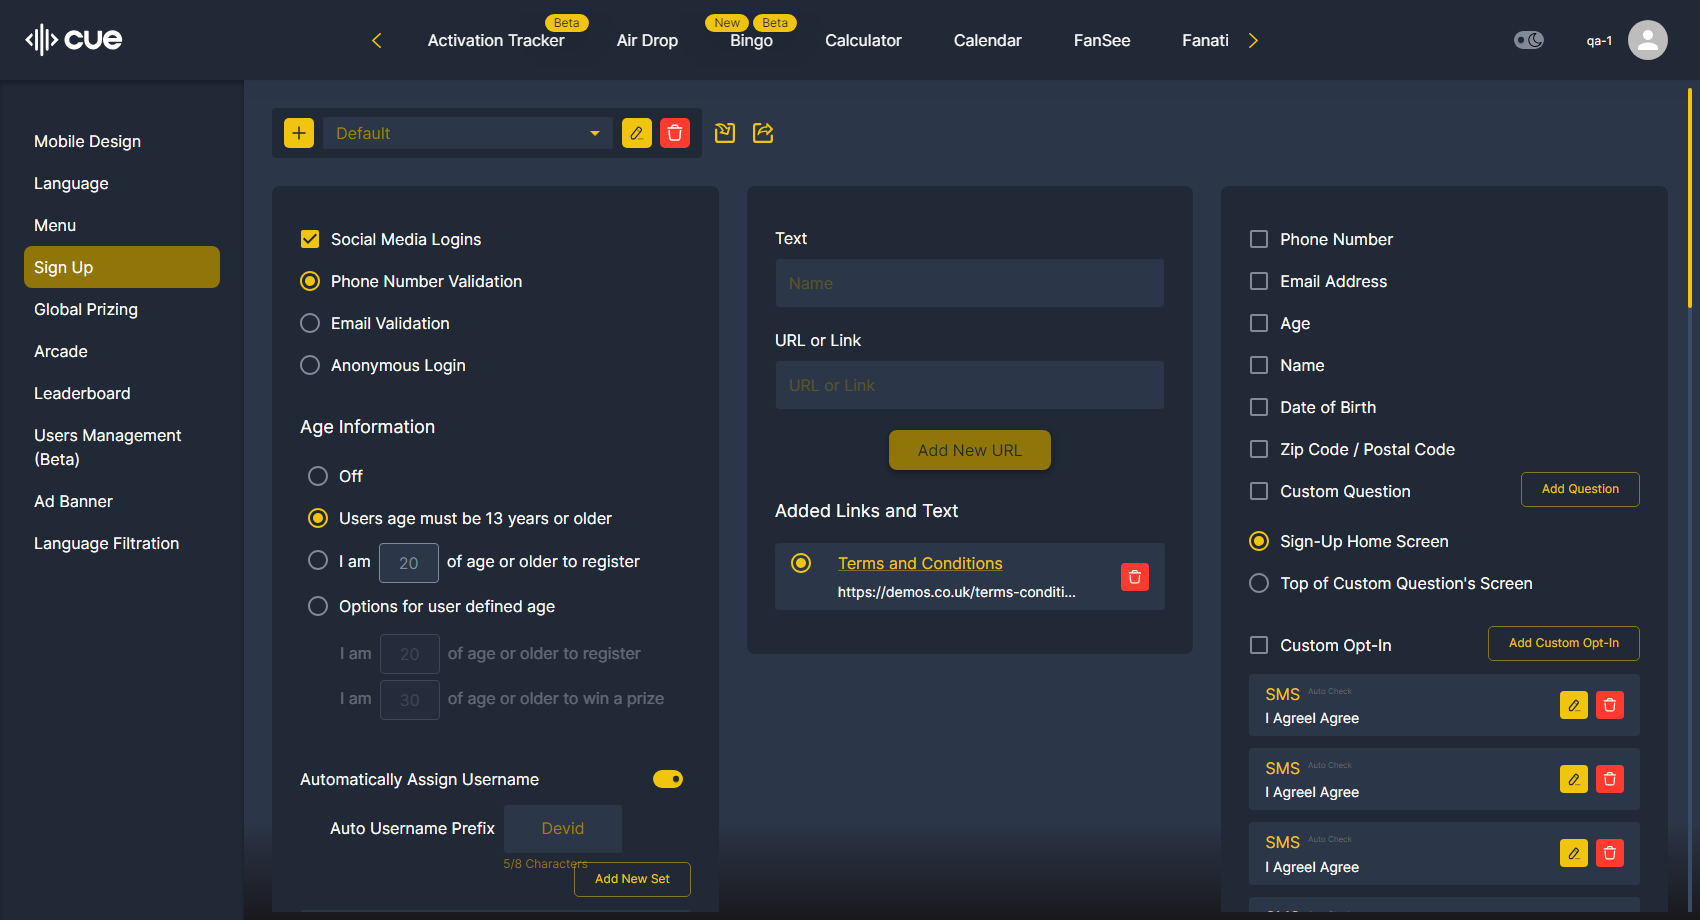 cue
Activation Tracker
Beta
Air Drop
New
Beta
Bingo
Calculator
Calendar
FanSee
Fanati
qa-1
Mobile Design
Language
Menu
Sign Up
Global Prizing
Arcade
Leaderboard
Users Management
(Beta)
Ad Banner
Language Filtration
Default
Social Media Logins
Phone Number Validation
Email Validation
Anonymous Login
Age Information
Off
Users age must be 13 years or older
I am 20 of age or older to register
Options for user defined age
I am 20 of age or older to register
I am 30 of age or older to win a prize
Automatically Assign Username
Auto Username Prefix Devid
5/8 Characters
Add New Set
Text
Name
URL or Link
URL or Link
Add New URL
Added Links and Text
Terms and Conditions
https://demos.co.uk/terms-conditi...
Phone Number
Email Address
Age
Name
Date of Birth
Zip Code / Postal Code
Custom Question
Add Question
Sign-Up Home Screen
Top of Custom Question's Screen
Custom Opt-In
Add Custom Opt-In
SMS Auto Check
I AgreeI Agree
SMS Auto Check
I AgreeI Agree
SMS Auto Check
I AgreeI Agree